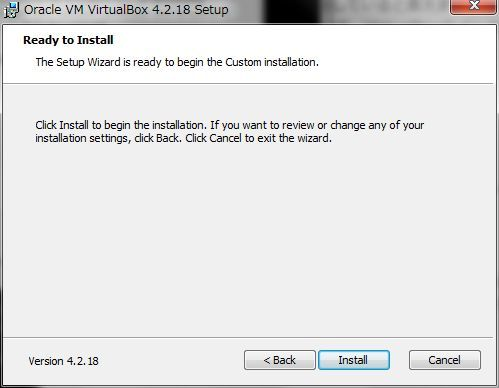 Oracle VM VirtualBox 4.2.18 Setup
Ready to Install
The Setup Wizard is ready to begin the Custom installation.
Click Install to begin the installation. If you want to review or change any of your
installation settings, click Back. Click Cancel to exit the wizard.
Version 4.2.18
< Back
Install
Cancel